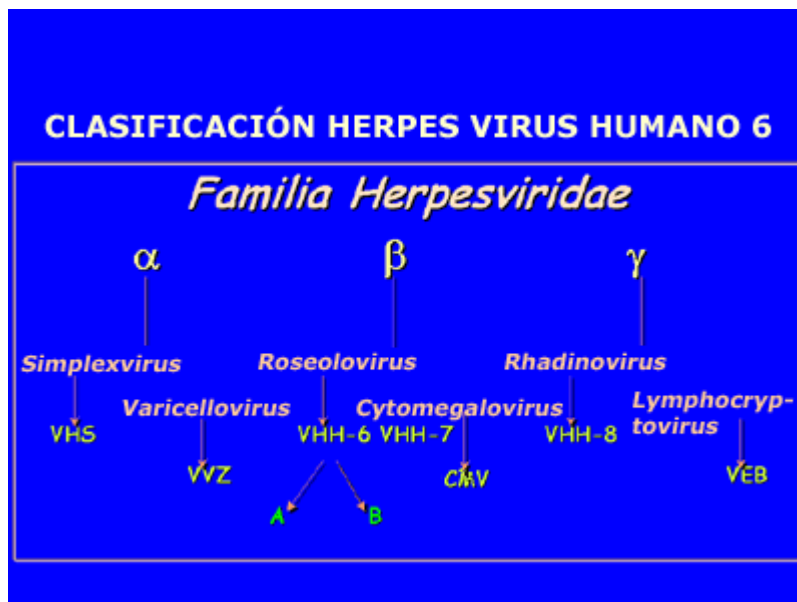 CLASIFICACIÓN HERPES VIRUS HUMANO 6
Familia Herpesviridae
α β γ
Simplexvirus Roseolovirus Rhadinovirus
Varicellovirus Cytomegalovirus Lymphocryp-
tovirus
VHS VHH-6 VHH-7 VHH-8
VVZ CMV VEB
A B